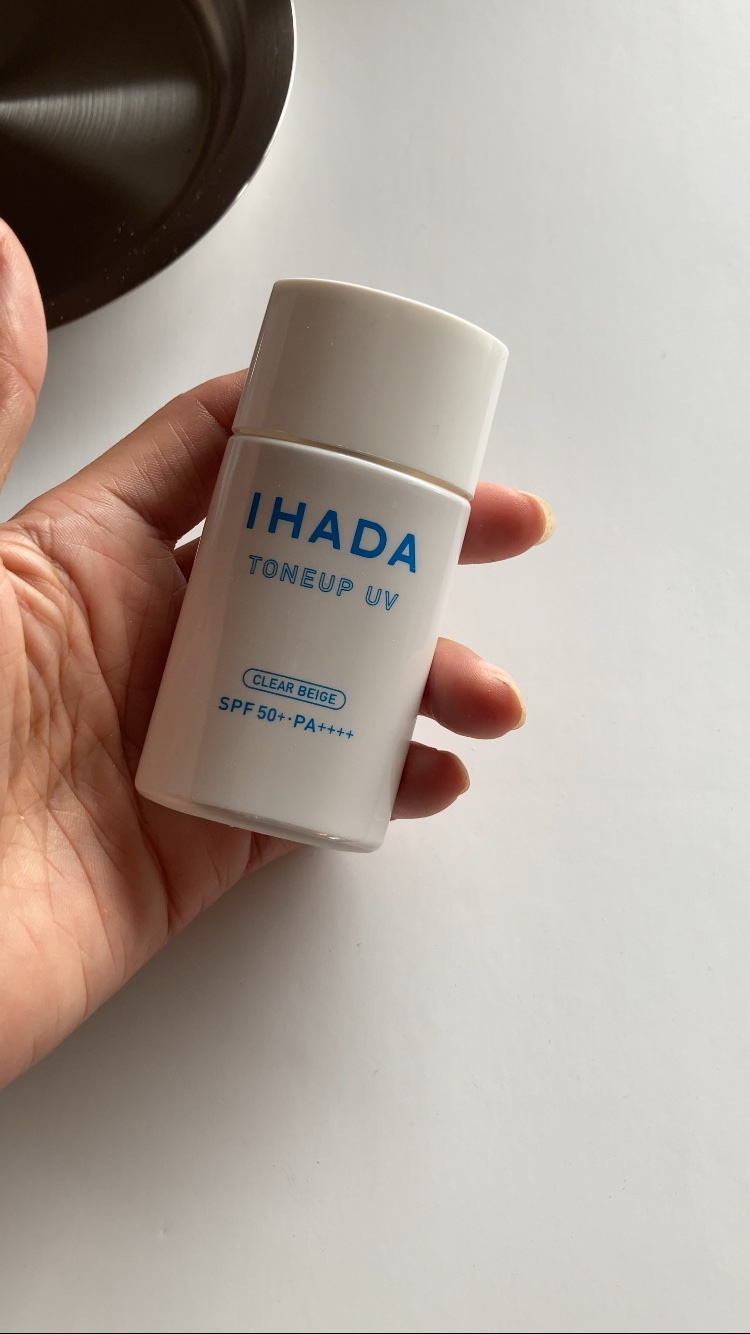 IHADA
TONEUP UV
CLEAR BEIGE
SPF 50+·PA++++